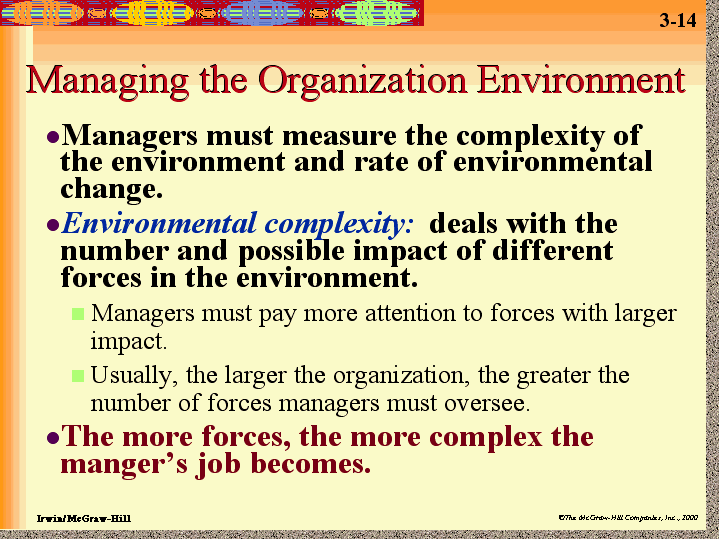 3-14
Managing the Organization Environment
●Managers must measure the complexity of
the environment and rate of environmental
change.
●Environmental complexity: deals with the
number and possible impact of different
forces in the environment.
■ Managers must pay more attention to forces with larger
impact.
■ Usually, the larger the organization, the greater the
number of forces managers must oversee.
●The more forces, the more complex the
manger's job becomes.
Irwin/McGraw-Hill
©The McGraw-Hill Companies, Inc., 2000